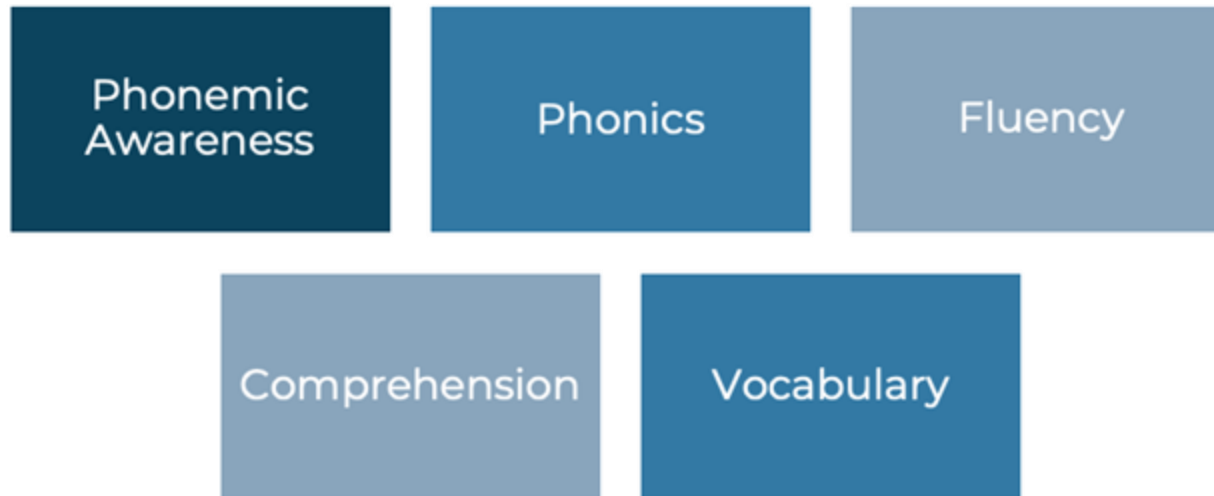 Phonemic
Awareness
Phonics
Fluency
Comprehension
Vocabulary